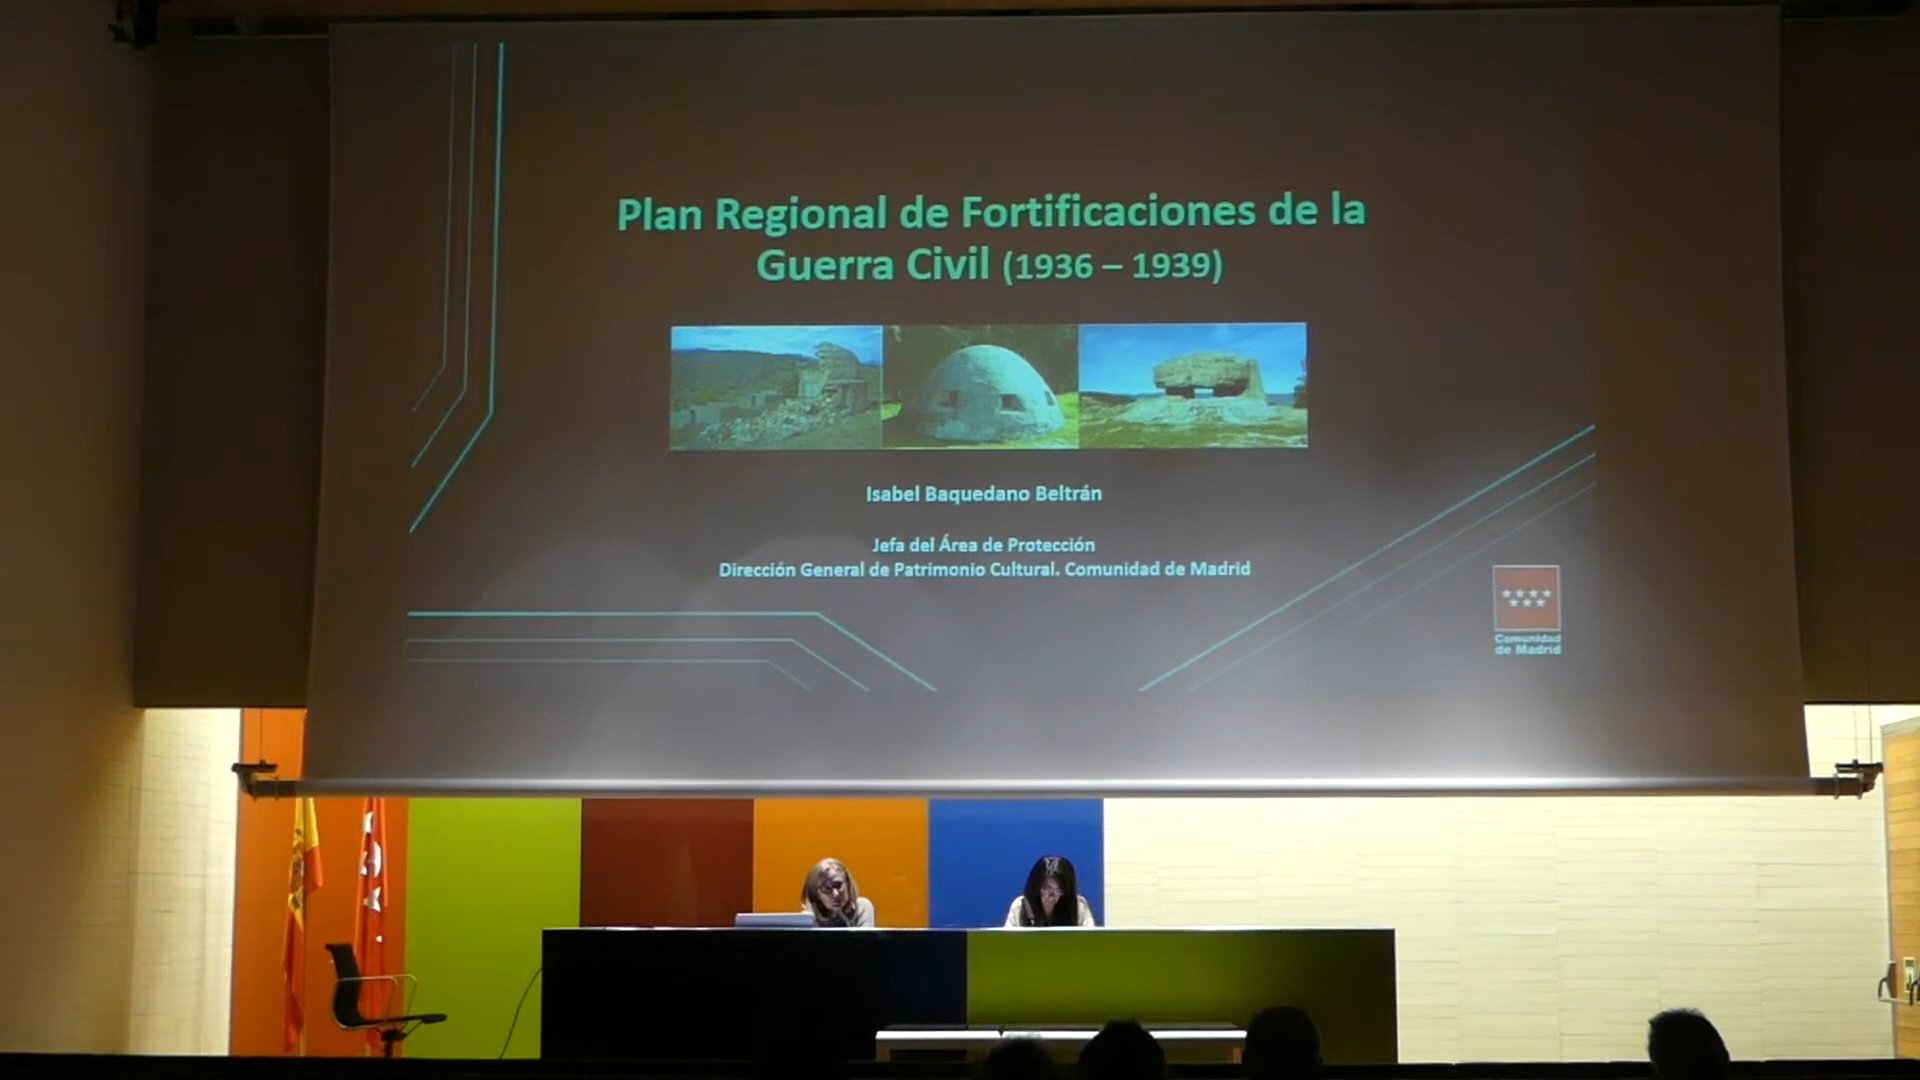 Plan Regional de Fortificaciones de la
Guerra Civil (1936 – 1939)
Isabel Baquedano Beltrán
Jefa del Área de Protección
Dirección General de Patrimonio Cultural. Comunidad de Madrid
Comunidad
de Madrid